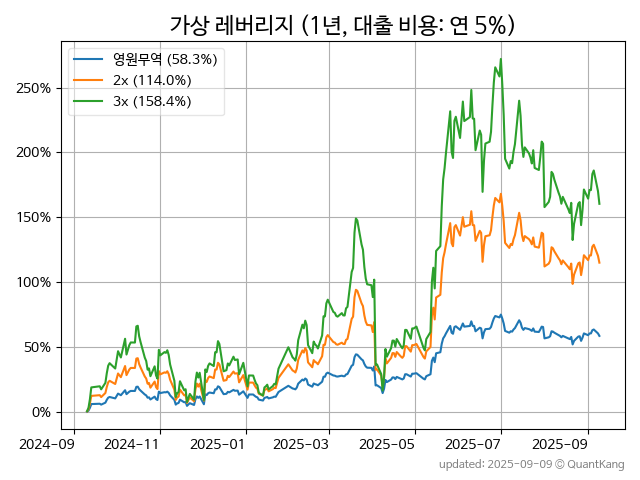 가상 레버리지 (1년, 대출 비용: 연 5%)
영원무역 (58.3%)
2x (114.0%)
3x (158.4%)
250%
200%
150%
100%
50%
0%
2024-09
2024-11
2025-01
2025-03
2025-05
2025-07
2025-09
updated: 2025-09-09 © QuantKang